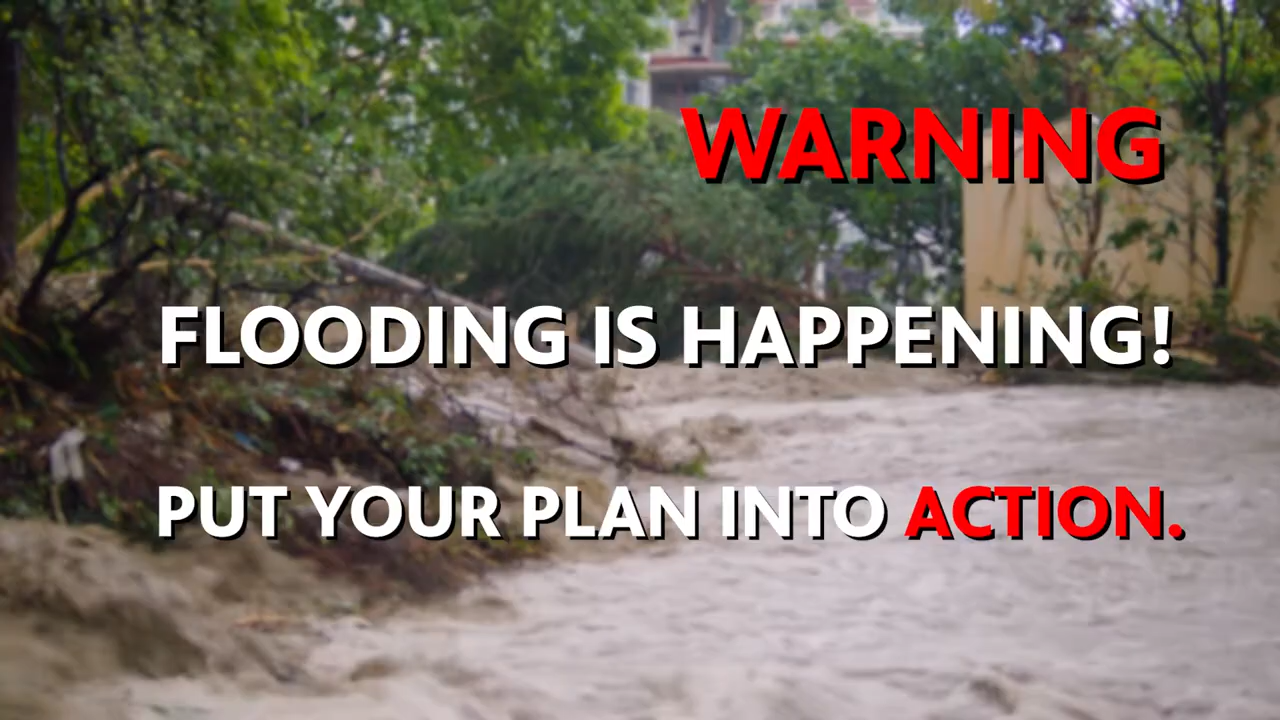 WARNING
FLOODING IS HAPPENING!
PUT YOUR PLAN INTO ACTION.